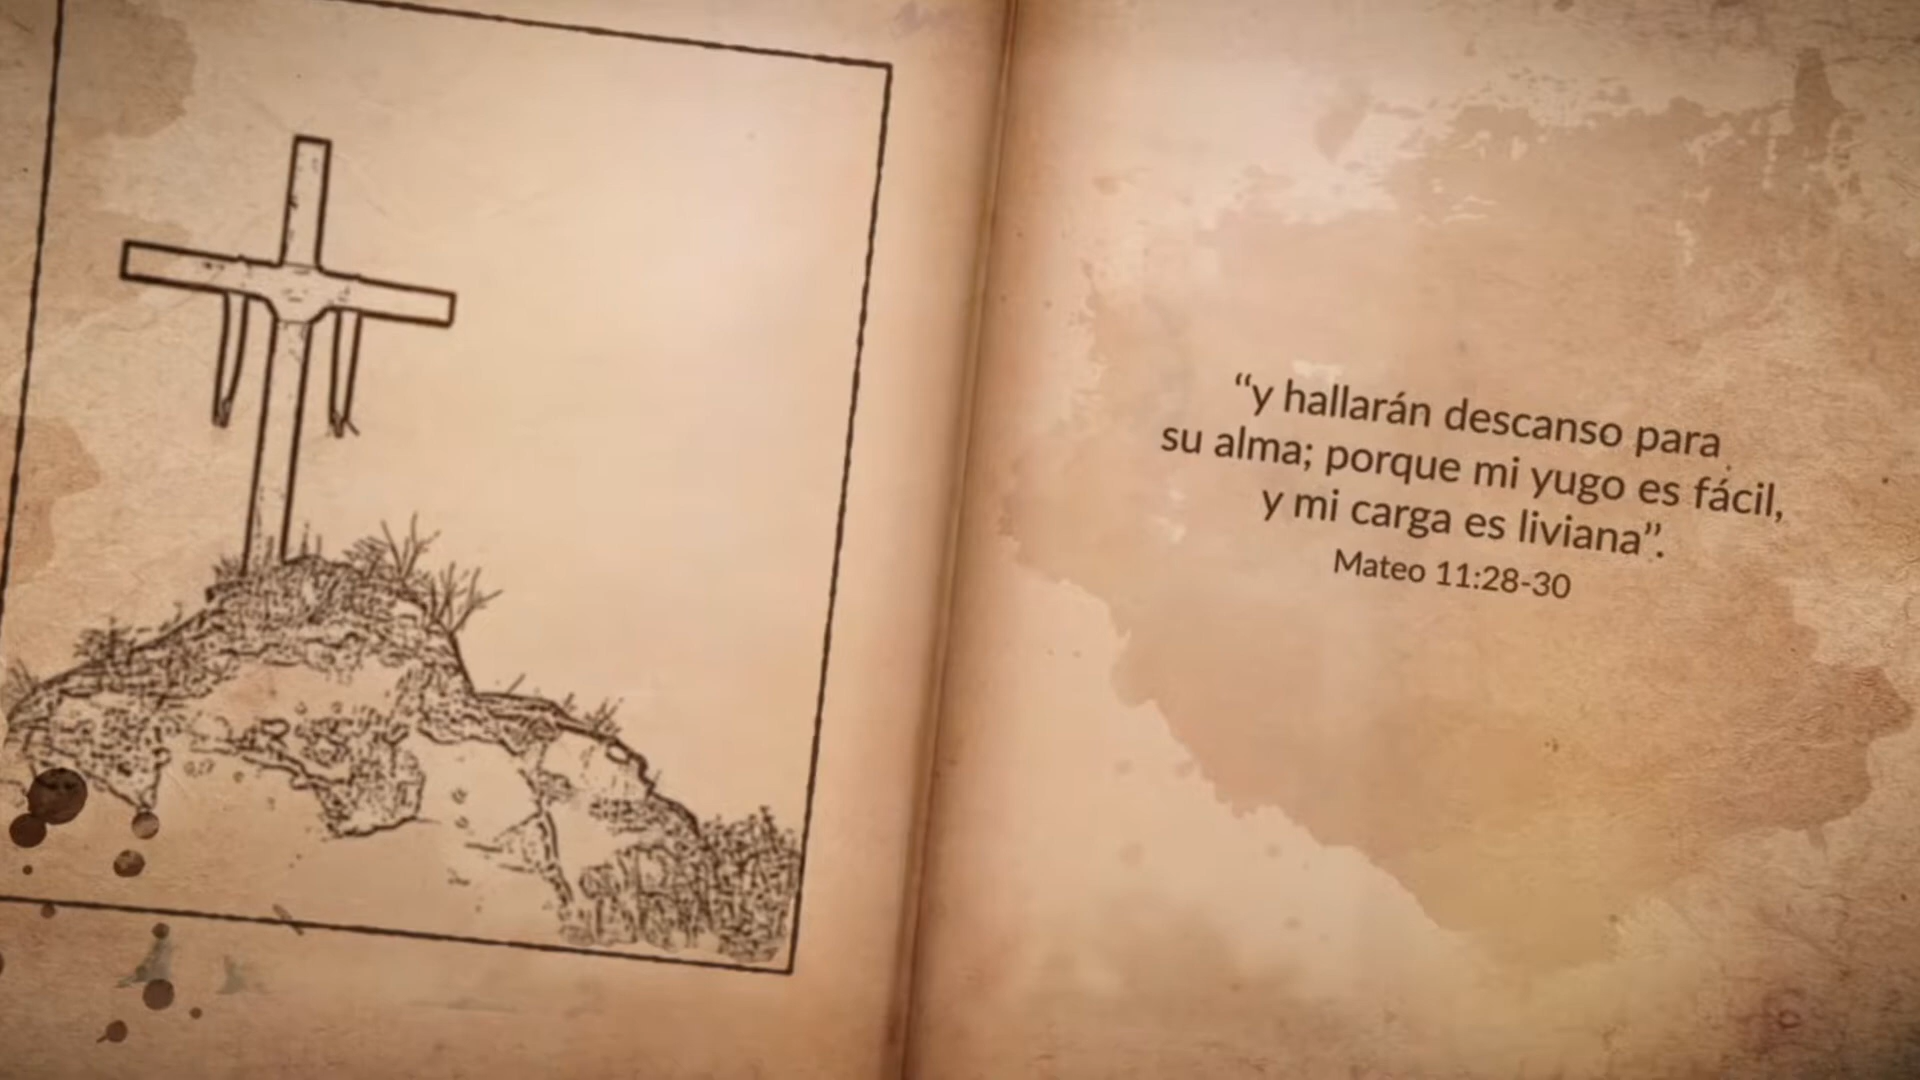 “y hallarán descanso para
su alma; porque mi yugo es fácil,
y mi carga es liviana”.
Mateo 11:28-30